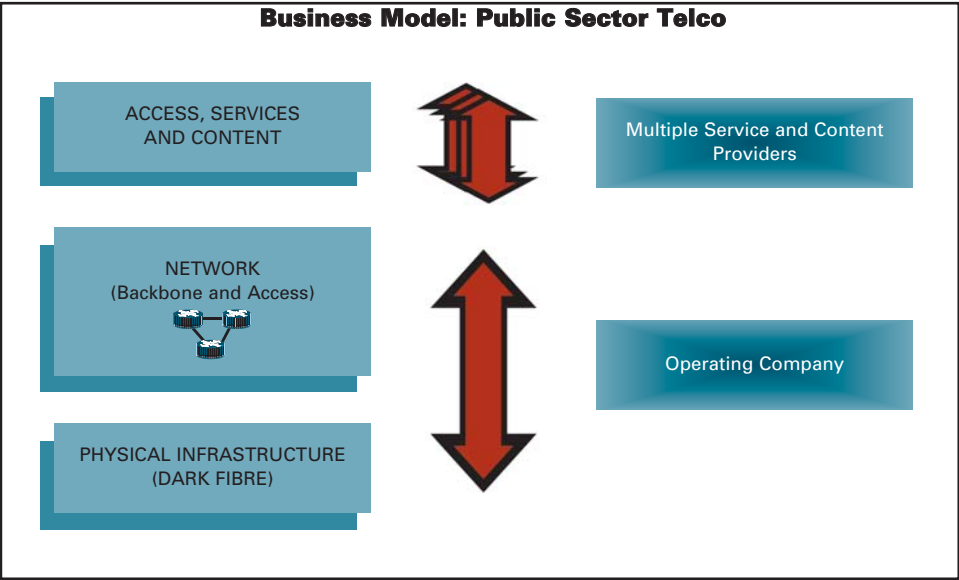 Business Model: Public Sector Telco
ACCESS, SERVICES
AND CONTENT
Multiple Service and Content
Providers
NETWORK
(Backbone and Access)
Operating Company
PHYSICAL INFRASTRUCTURE
(DARK FIBRE)